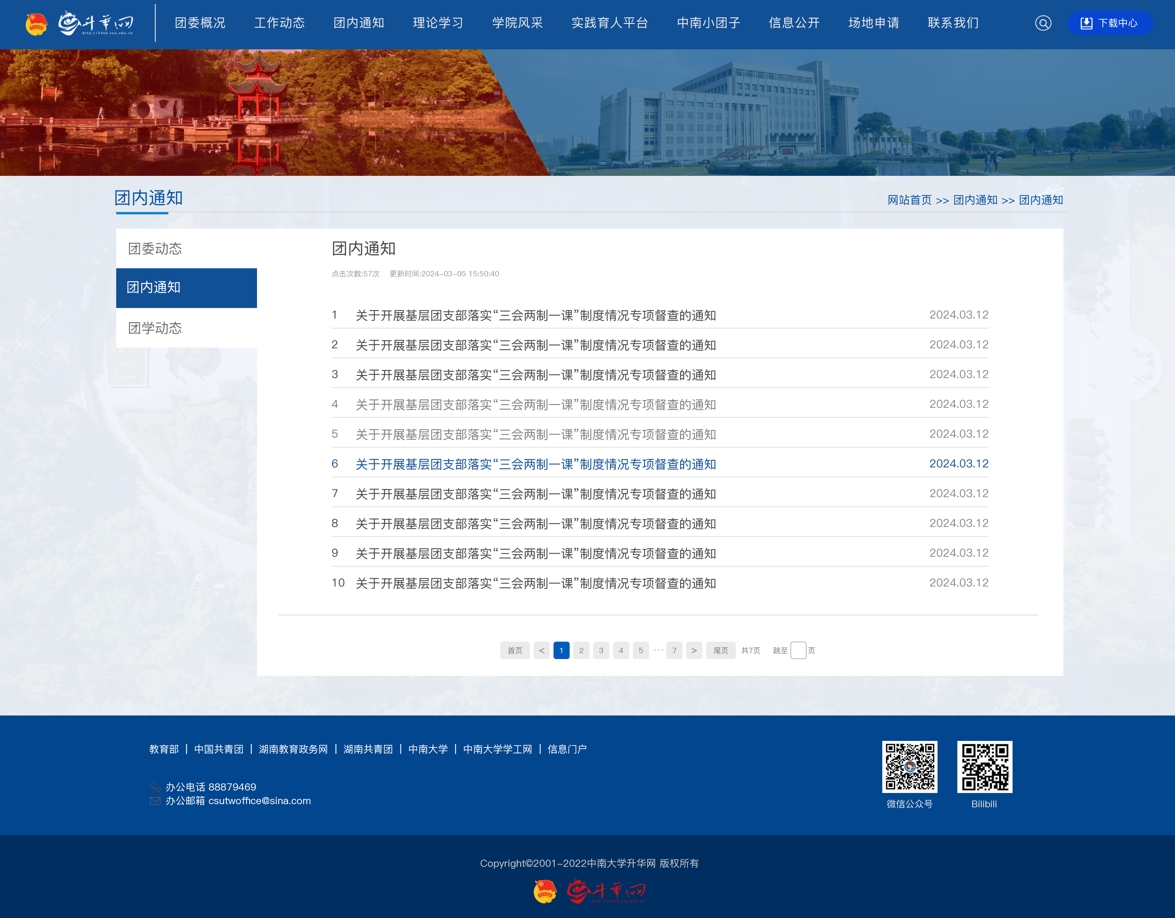 升华网
团委概况 工作动态 团内通知 理论学习 学院风采 实践育人平台 中南小团子 信息公开 场地申请 联系我们 下载中心
团内通知
网站首页 >> 团内通知 >> 团内通知
团委动态
团内通知
团学动态
团内通知
点击次数:57次 更新时间:2024-03-05 15:50:40
1 关于开展基层团支部落实“三会两制一课”制度情况专项督查的通知 2024.03.12
2 关于开展基层团支部落实“三会两制一课”制度情况专项督查的通知 2024.03.12
3 关于开展基层团支部落实“三会两制一课”制度情况专项督查的通知 2024.03.12
4 关于开展基层团支部落实“三会两制一课”制度情况专项督查的通知 2024.03.12
5 关于开展基层团支部落实“三会两制一课”制度情况专项督查的通知 2024.03.12
6 关于开展基层团支部落实“三会两制一课”制度情况专项督查的通知 2024.03.12
7 关于开展基层团支部落实“三会两制一课”制度情况专项督查的通知 2024.03.12
8 关于开展基层团支部落实“三会两制一课”制度情况专项督查的通知 2024.03.12
9 关于开展基层团支部落实“三会两制一课”制度情况专项督查的通知 2024.03.12
10 关于开展基层团支部落实“三会两制一课”制度情况专项督查的通知 2024.03.12
首页 < 1 2 3 4 5 ··· 7 > 尾页 共7页 跳至 页
教育部 | 中国共青团 | 湖南教育政务网 | 湖南共青团 | 中南大学 | 中南大学学工网 | 信息门户
办公电话 88879469
办公邮箱 csutwoffice@sina.com
微信公众号 Bilibili
Copyright©2001-2022中南大学升华网 版权所有
升华网